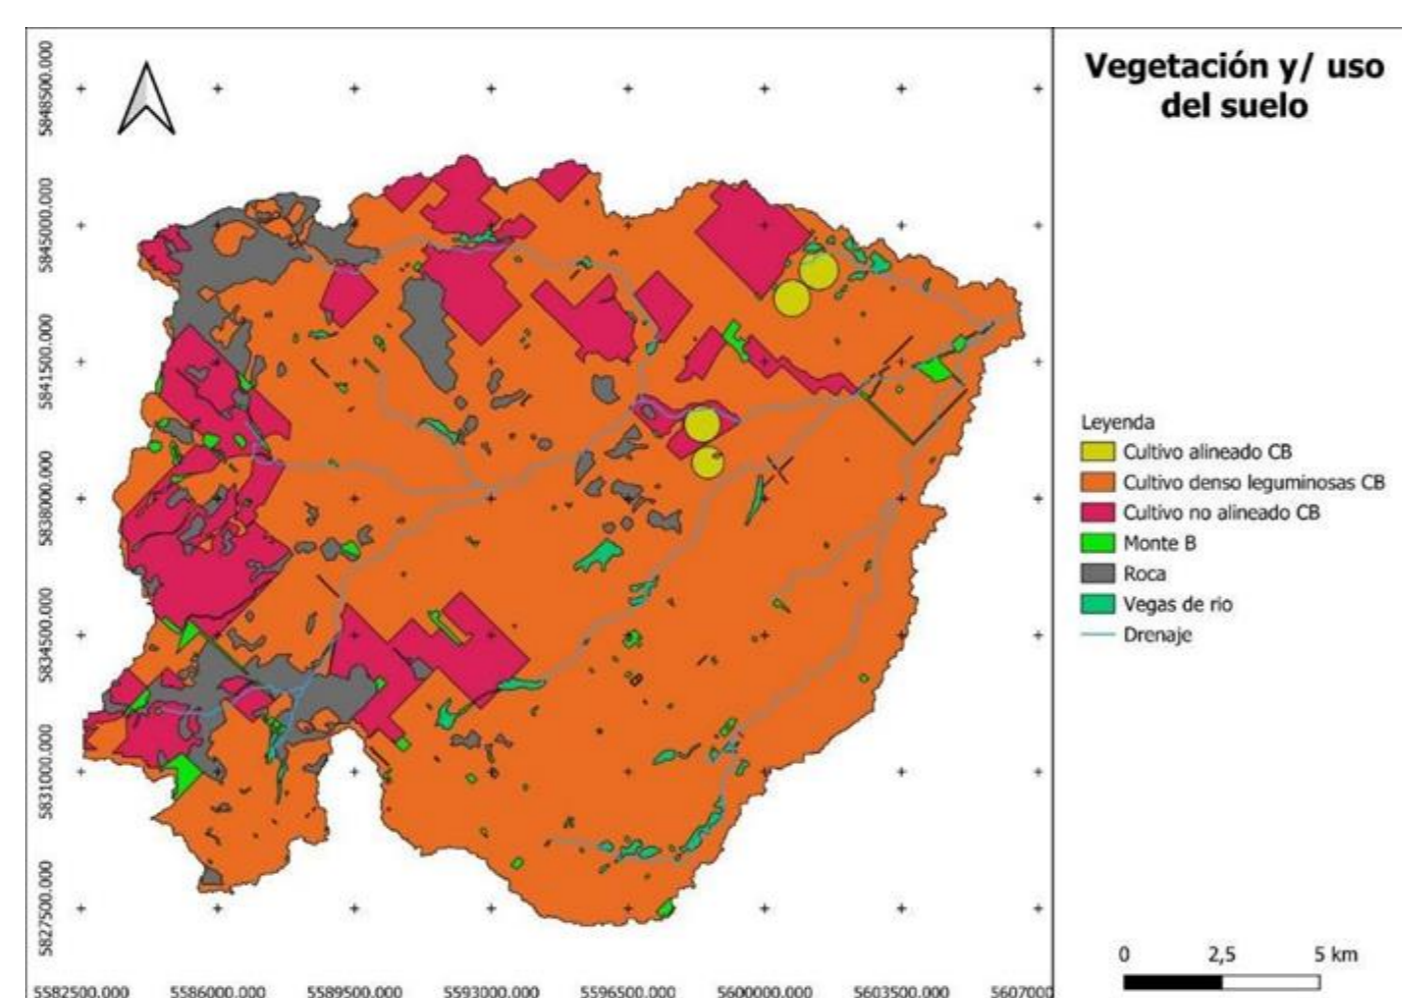 Vegetación y/ uso
del suelo
5848500.000
5845000.000
5841500.000
5838000.000
5834500.000
5831000.000
5827500.000
Leyenda
Cultivo alineado CB
Cultivo denso leguminosas CB
Cultivo no alineado CB
Monte B
Roca
Vegas de rio
Drenaje
0 2,5 5 km
5582500.000 5586000.000 5589500.000 5593000.000 5596500.000 5600000.000 5603500.000 5607000